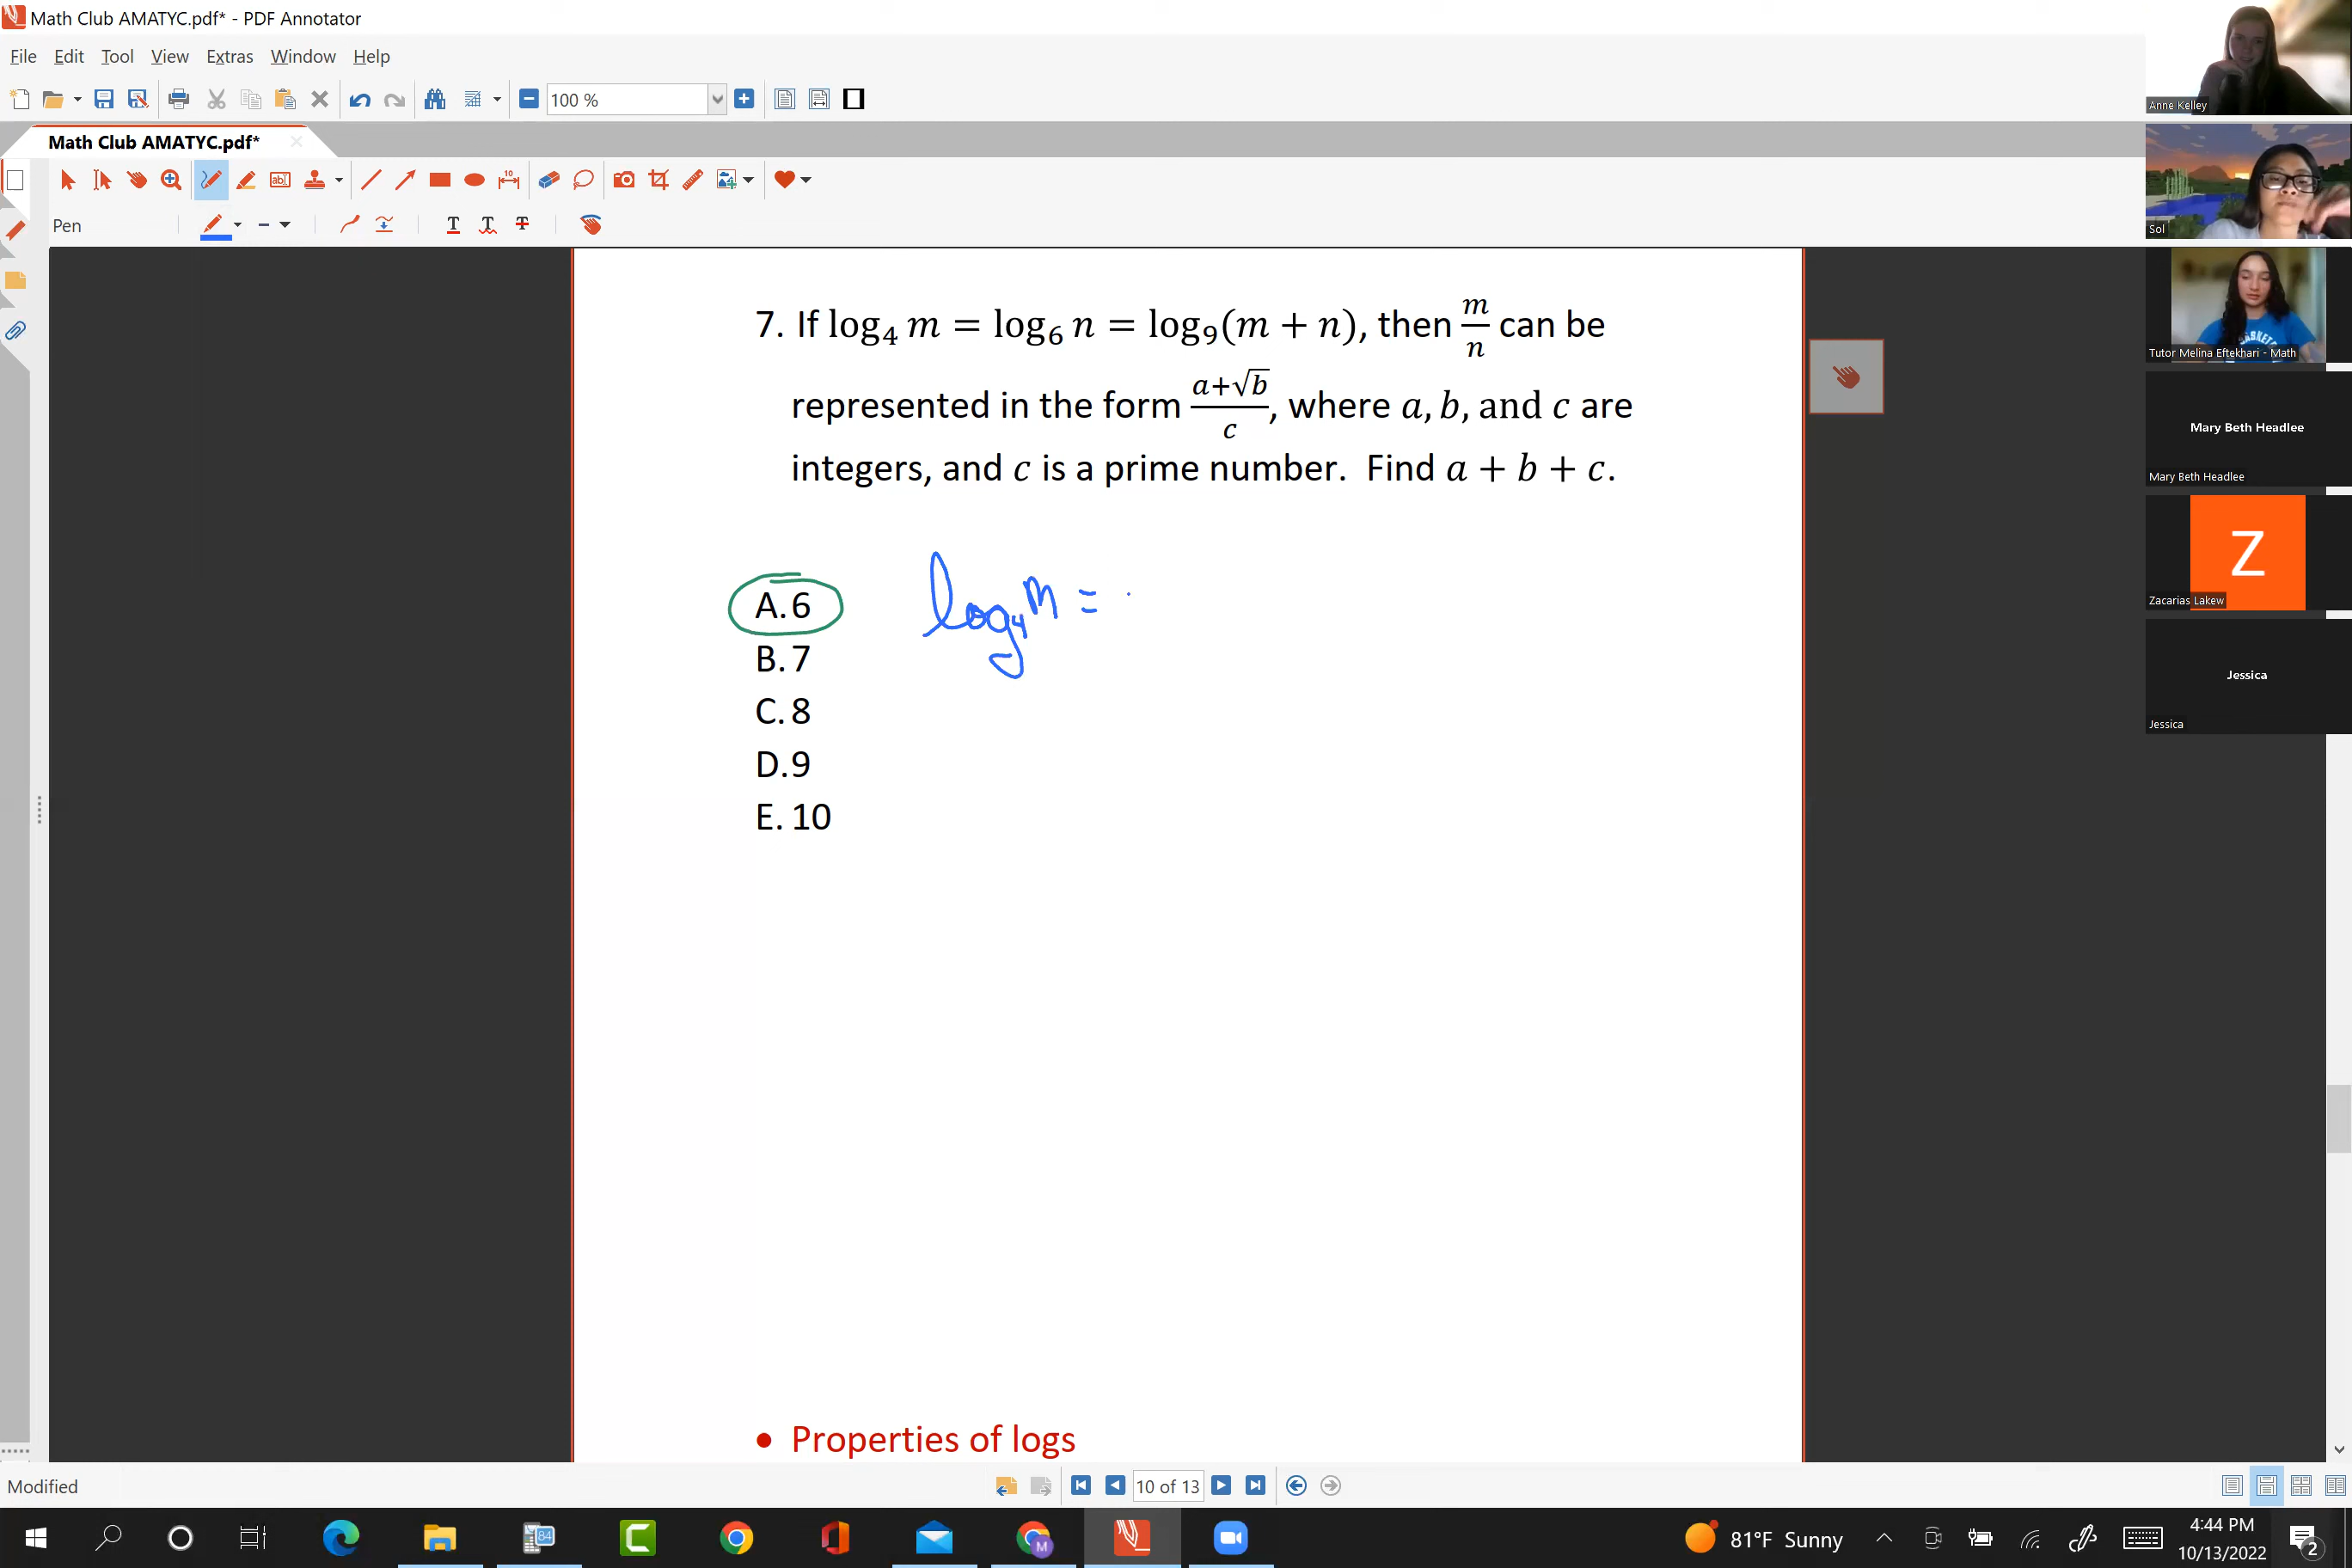 Math Club AMATYC.pdf* - PDF Annotator
File Edit Tool View Extras Window Help
100 %
Math Club AMATYC.pdf*
Pen
7. If log₄ m = log₆ n = log₉(m + n), then m/n can be
represented in the form (a+√b)/c, where a, b, and c are
integers, and c is a prime number. Find a + b + c.
A. 6
log₄ m =
B. 7
C. 8
D. 9
E. 10
• Properties of logs
Anne Kelley
Sol
Tutor Melina Eftekhari - Math
Mary Beth Headlee
Mary Beth Headlee
Z
Zacarias Lakew
Jessica
Jessica
Modified
10 of 13
84
M
81°F Sunny
4:44 PM
10/13/2022
2